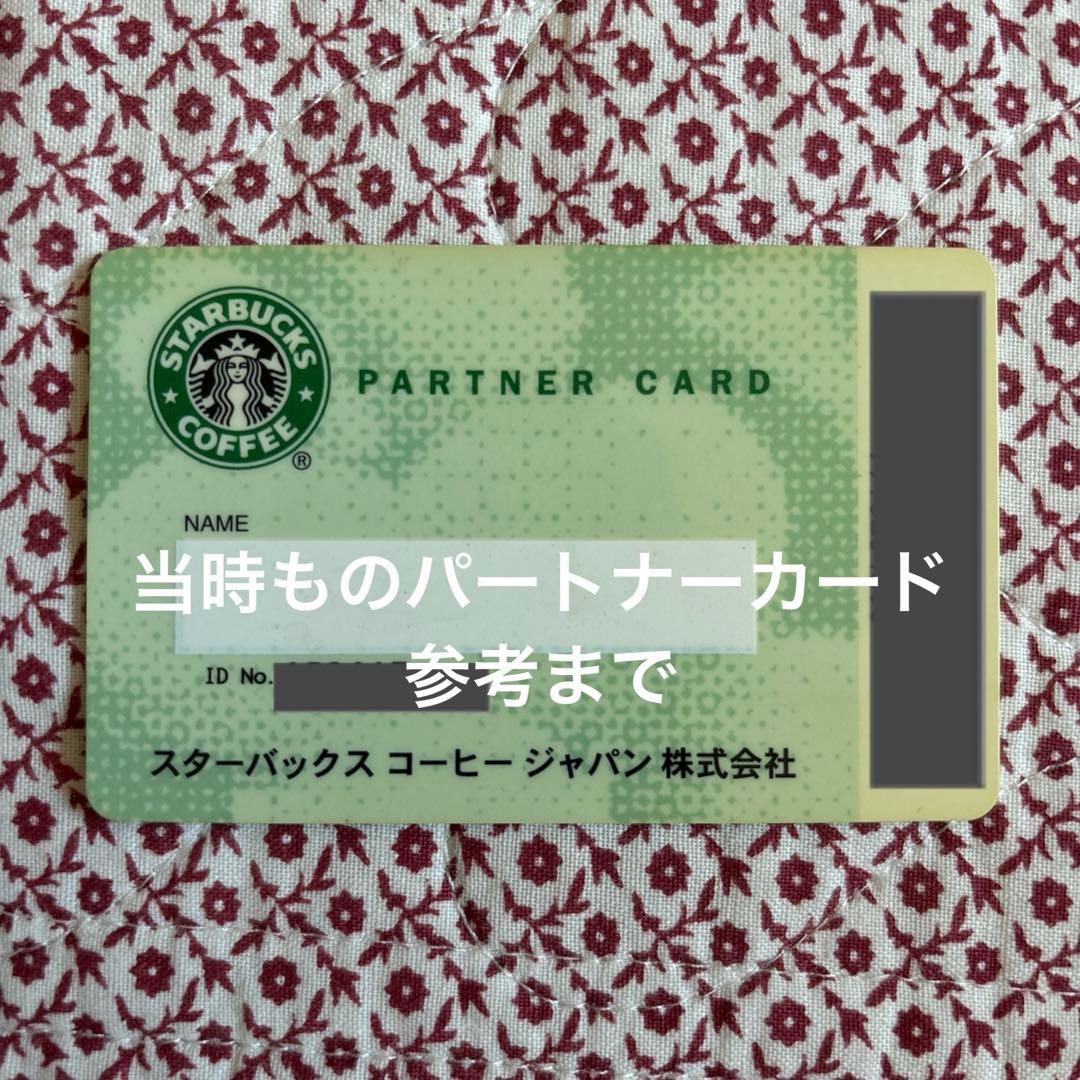 STARBUCKS
COFFEE
®
PARTNER CARD
NAME
当時ものパートナーカード
ID No.
参考まで
スターバックス コーヒー ジャパン 株式会社